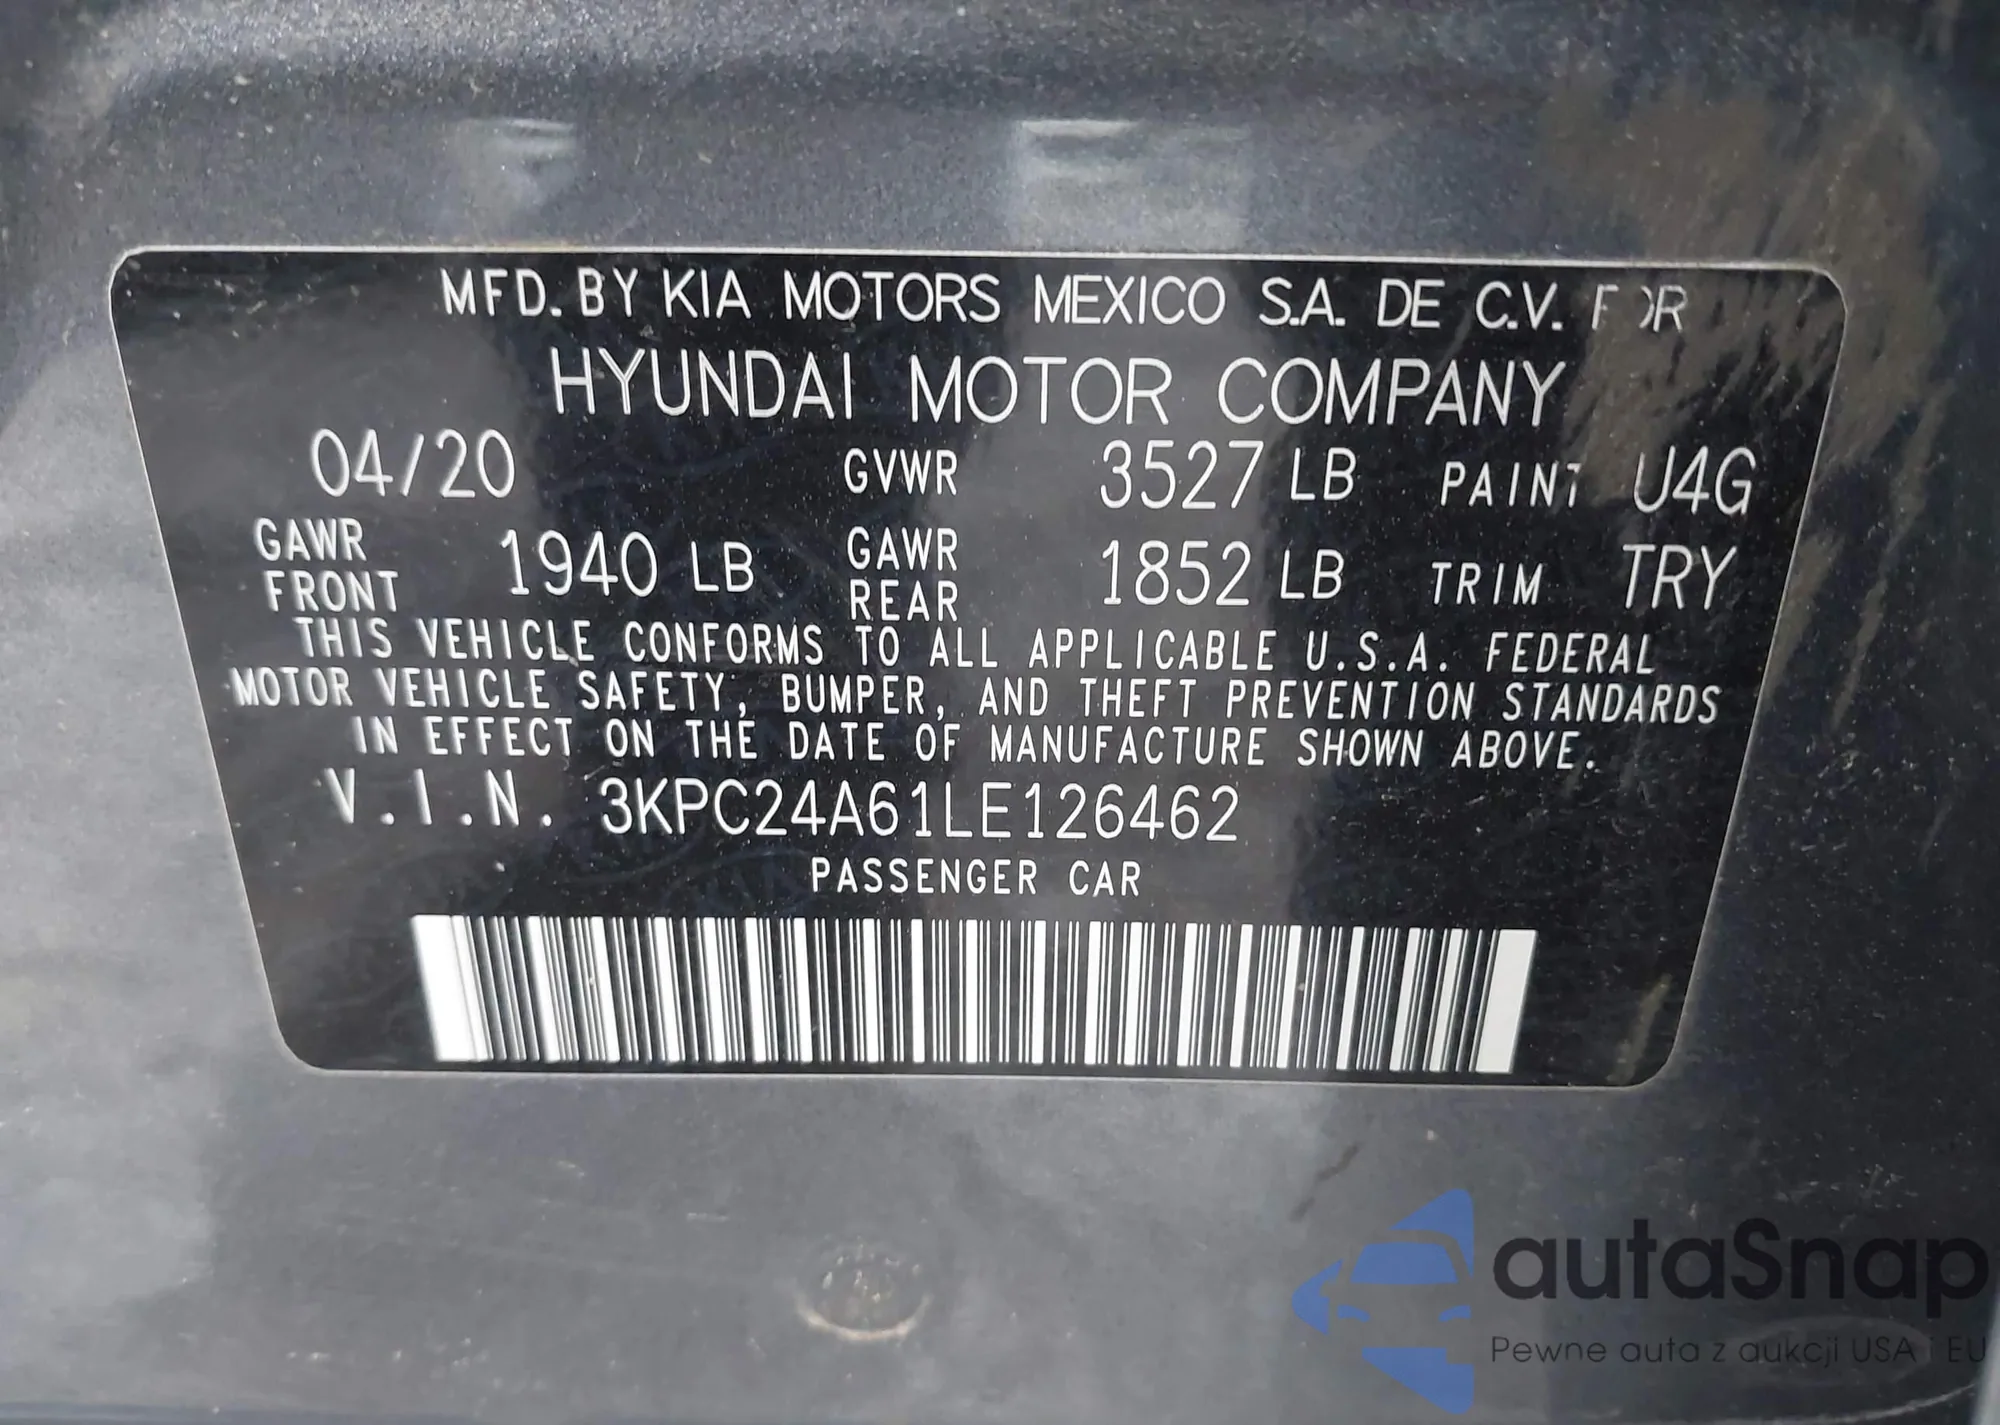 MFD. BY KIA MOTORS MEXICO S.A. DE C.V. FOR
HYUNDAI MOTOR COMPANY
04/20 GVWR 3527 LB PAINT U4G
GAWR FRONT 1940 LB GAWR REAR 1852 LB TRIM TRY
THIS VEHICLE CONFORMS TO ALL APPLICABLE U.S.A. FEDERAL
MOTOR VEHICLE SAFETY, BUMPER, AND THEFT PREVENTION STANDARDS
IN EFFECT ON THE DATE OF MANUFACTURE SHOWN ABOVE.
V.I.N. 3KPC24A61LE126462
PASSENGER CAR
autaSnap
Pewne auta z aukcji USA i EU